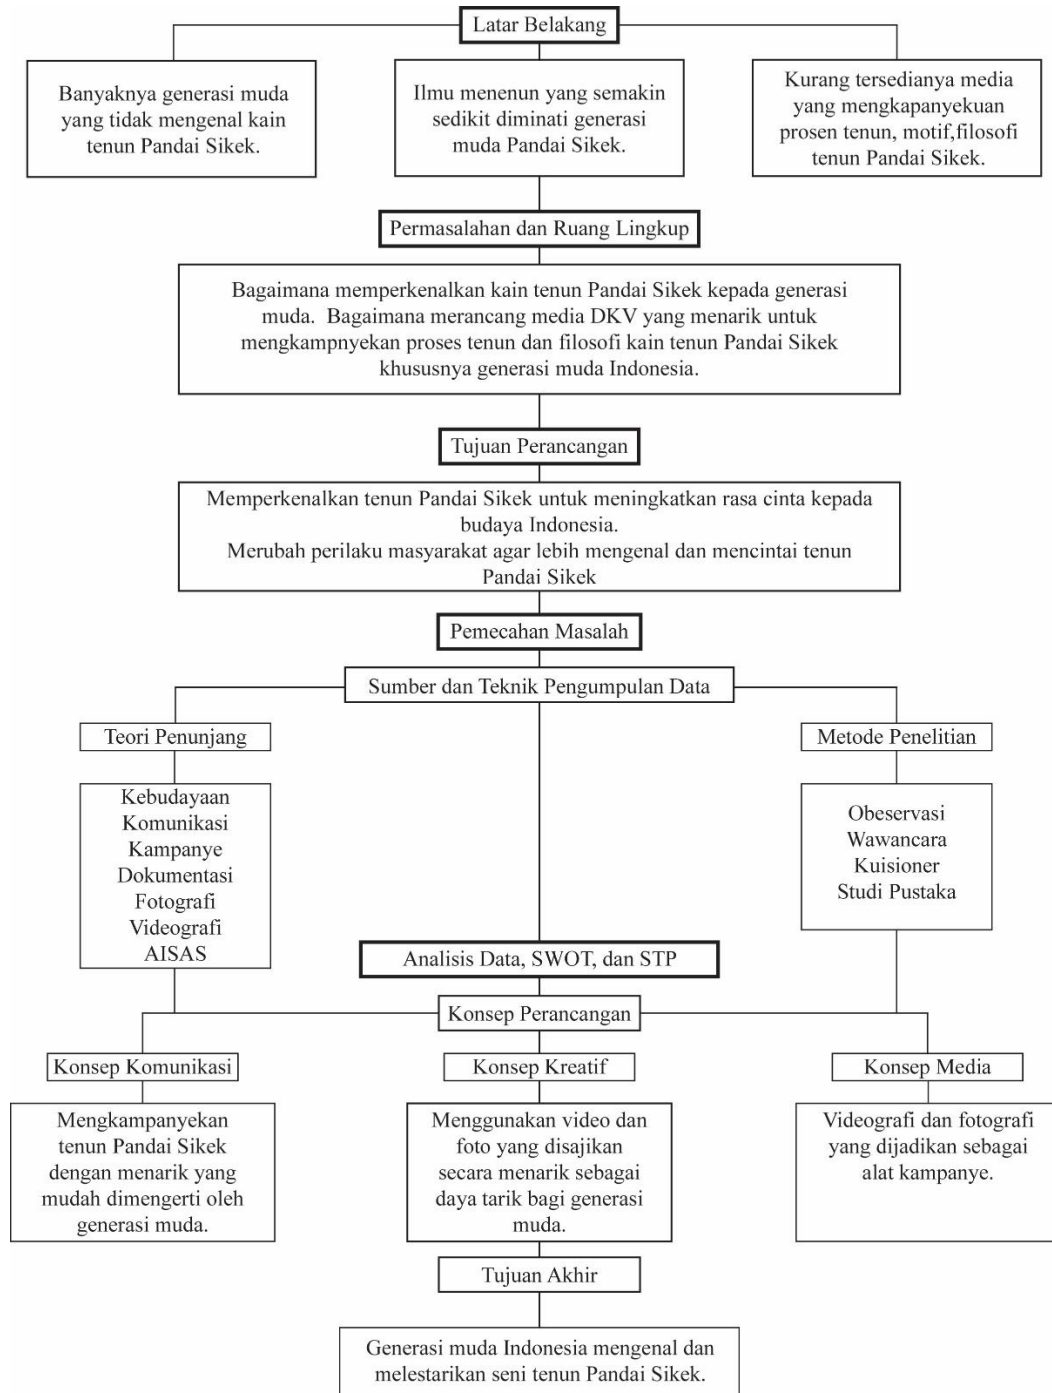 Latar Belakang
Banyaknya generasi muda
yang tidak mengenal kain
tenun Pandai Sikek.
Ilmu menenun yang semakin
sedikit diminati generasi
muda Pandai Sikek.
Kurang tersedianya media
yang mengkapanyekuan
prosen tenun, motif,filosofi
tenun Pandai Sikek.
Permasalahan dan Ruang Lingkup
Bagaimana memperkenalkan kain tenun Pandai Sikek kepada generasi
muda. Bagaimana merancang media DKV yang menarik untuk
mengkampnyekan proses tenun dan filosofi kain tenun Pandai Sikek
khususnya generasi muda Indonesia.
Tujuan Perancangan
Memperkenalkan tenun Pandai Sikek untuk meningkatkan rasa cinta kepada
budaya Indonesia.
Merubah perilaku masyarakat agar lebih mengenal dan mencintai tenun
Pandai Sikek
Pemecahan Masalah
Sumber dan Teknik Pengumpulan Data
Teori Penunjang
Kebudayaan
Komunikasi
Kampanye
Dokumentasi
Fotografi
Videografi
AISAS
Metode Penelitian
Obeservasi
Wawancara
Kuisioner
Studi Pustaka
Analisis Data, SWOT, dan STP
Konsep Perancangan
Konsep Komunikasi
Mengkampanyekan
tenun Pandai Sikek
dengan menarik yang
mudah dimengerti oleh
generasi muda.
Konsep Kreatif
Menggunakan video dan
foto yang disajikan
secara menarik sebagai
daya tarik bagi generasi
muda.
Konsep Media
Videografi dan fotografi
yang dijadikan sebagai
alat kampanye.
Tujuan Akhir
Generasi muda Indonesia mengenal dan
melestarikan seni tenun Pandai Sikek.